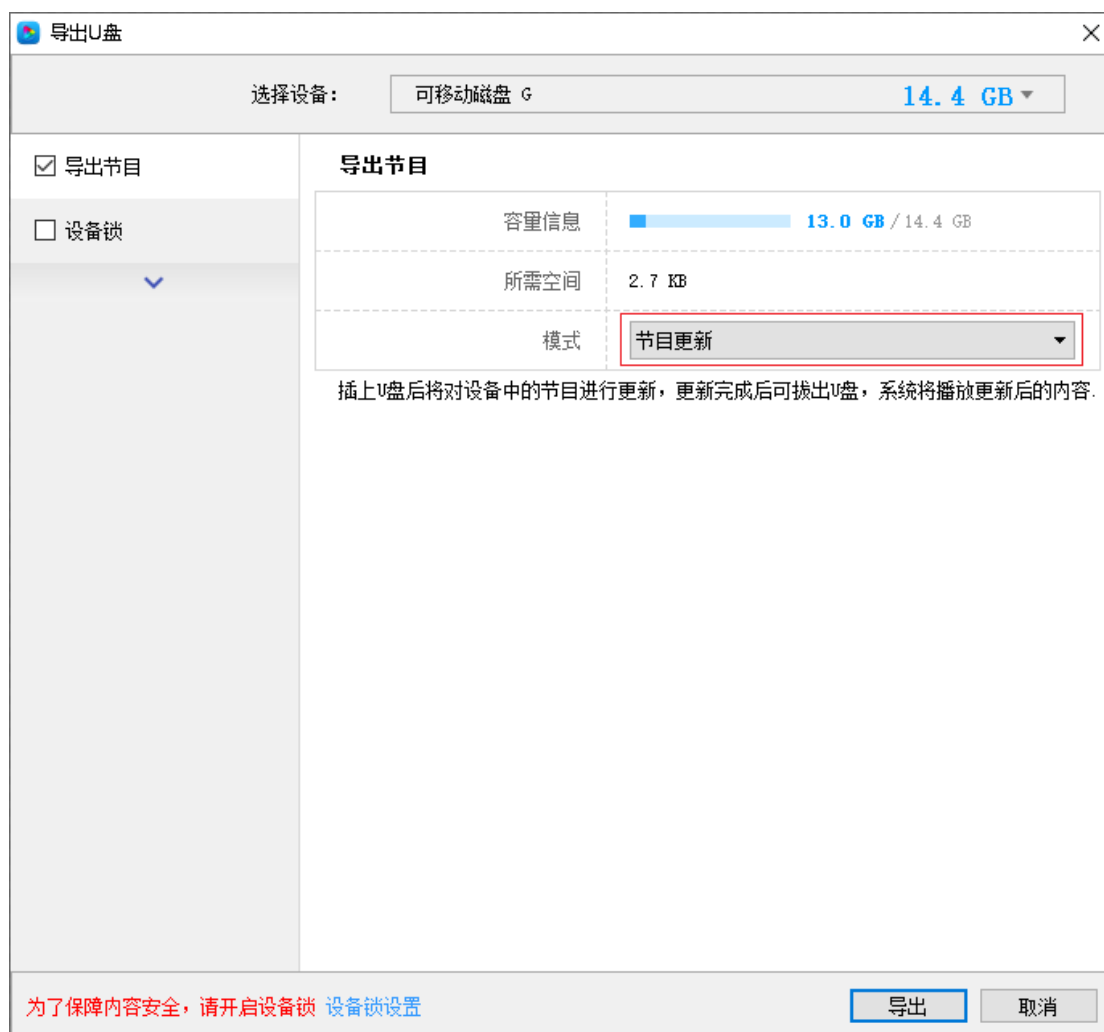 导出U盘
选择设备: 可移动磁盘 G 14.4 GB
导出节目
设备锁
导出节目
容量信息 13.0 GB/14.4 GB
所需空间 2.7 KB
模式 节目更新
插上U盘后将对设备中的节目进行更新，更新完成后可拔出U盘，系统将播放更新后的内容.
为了保障内容安全，请开启设备锁 设备锁设置
导出 取消